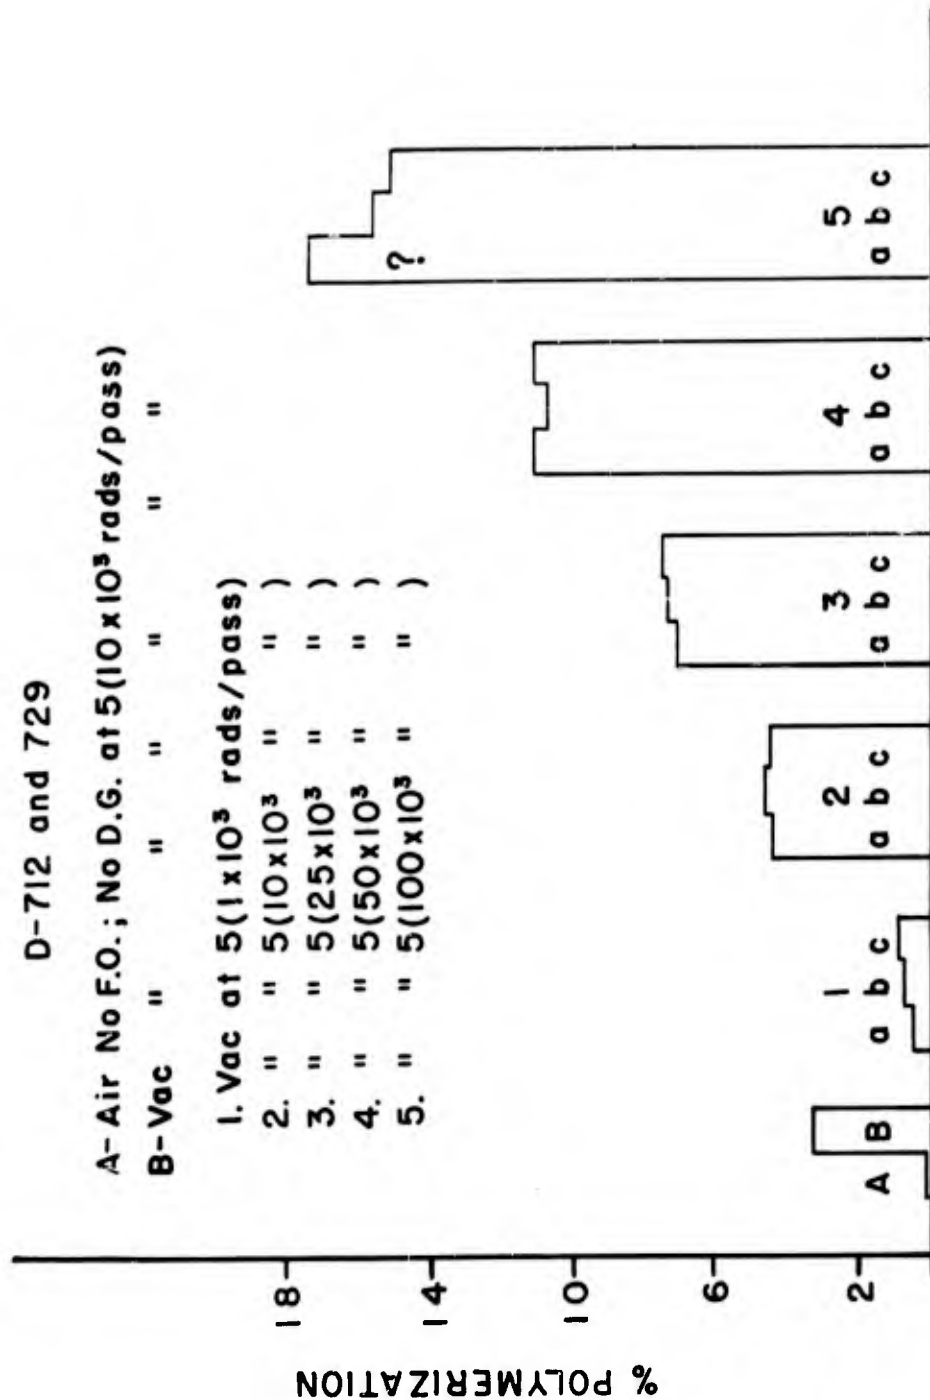 D-712 and 729
A- Air No F.O. ; No D.G. at 5(10x10³ rads/pass)
B- Vac " " " " " "
1. Vac at 5(1x10³ rads/pass)
2. " " 5(10x10³ " " )
3. " " 5(25x10³ " " )
4. " " 5(50x10³ " " )
5. " " 5(100x10³ " " )
% POLYMERIZATION
18
14
10
6
2
A B
1
a b c
2
a b c
3
a b c
4
a b c
?
5
a b c